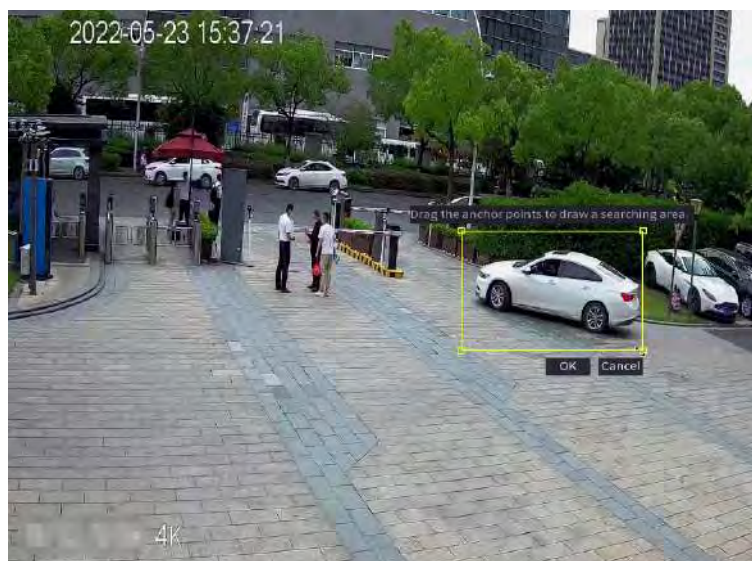 2022-05-23 15:37:21
Drag the anchor points to draw a searching area
OK
Cancel
4K